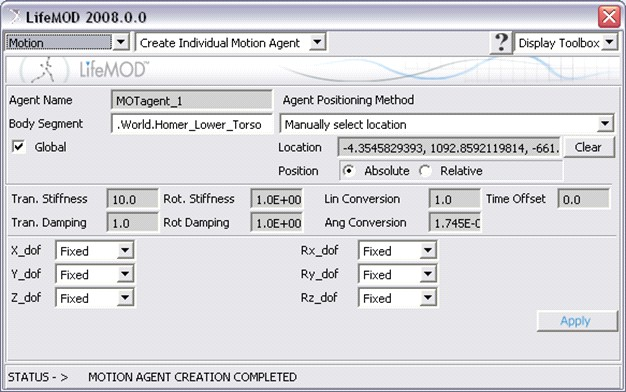 LifeMOD 2008.0.0
Motion Create Individual Motion Agent ? Display Toolbox
LifeMOD™
Agent Name MOTagent_1 Agent Positioning Method
Body Segment .World.Homer_Lower_Torso Manually select location
Global Location -4.3545829393, 1092.8592119814, -661. Clear
Position Absolute Relative
Tran. Stiffness 10.0 Rot. Stiffness 1.0E+00 Lin Conversion 1.0 Time Offset 0.0
Tran. Damping 1.0 Rot Damping 1.0E+00 Ang Conversion 1.745E-0
X_dof Fixed Rx_dof Fixed
Y_dof Fixed Ry_dof Fixed
Z_dof Fixed Rz_dof Fixed
Apply
STATUS - > MOTION AGENT CREATION COMPLETED